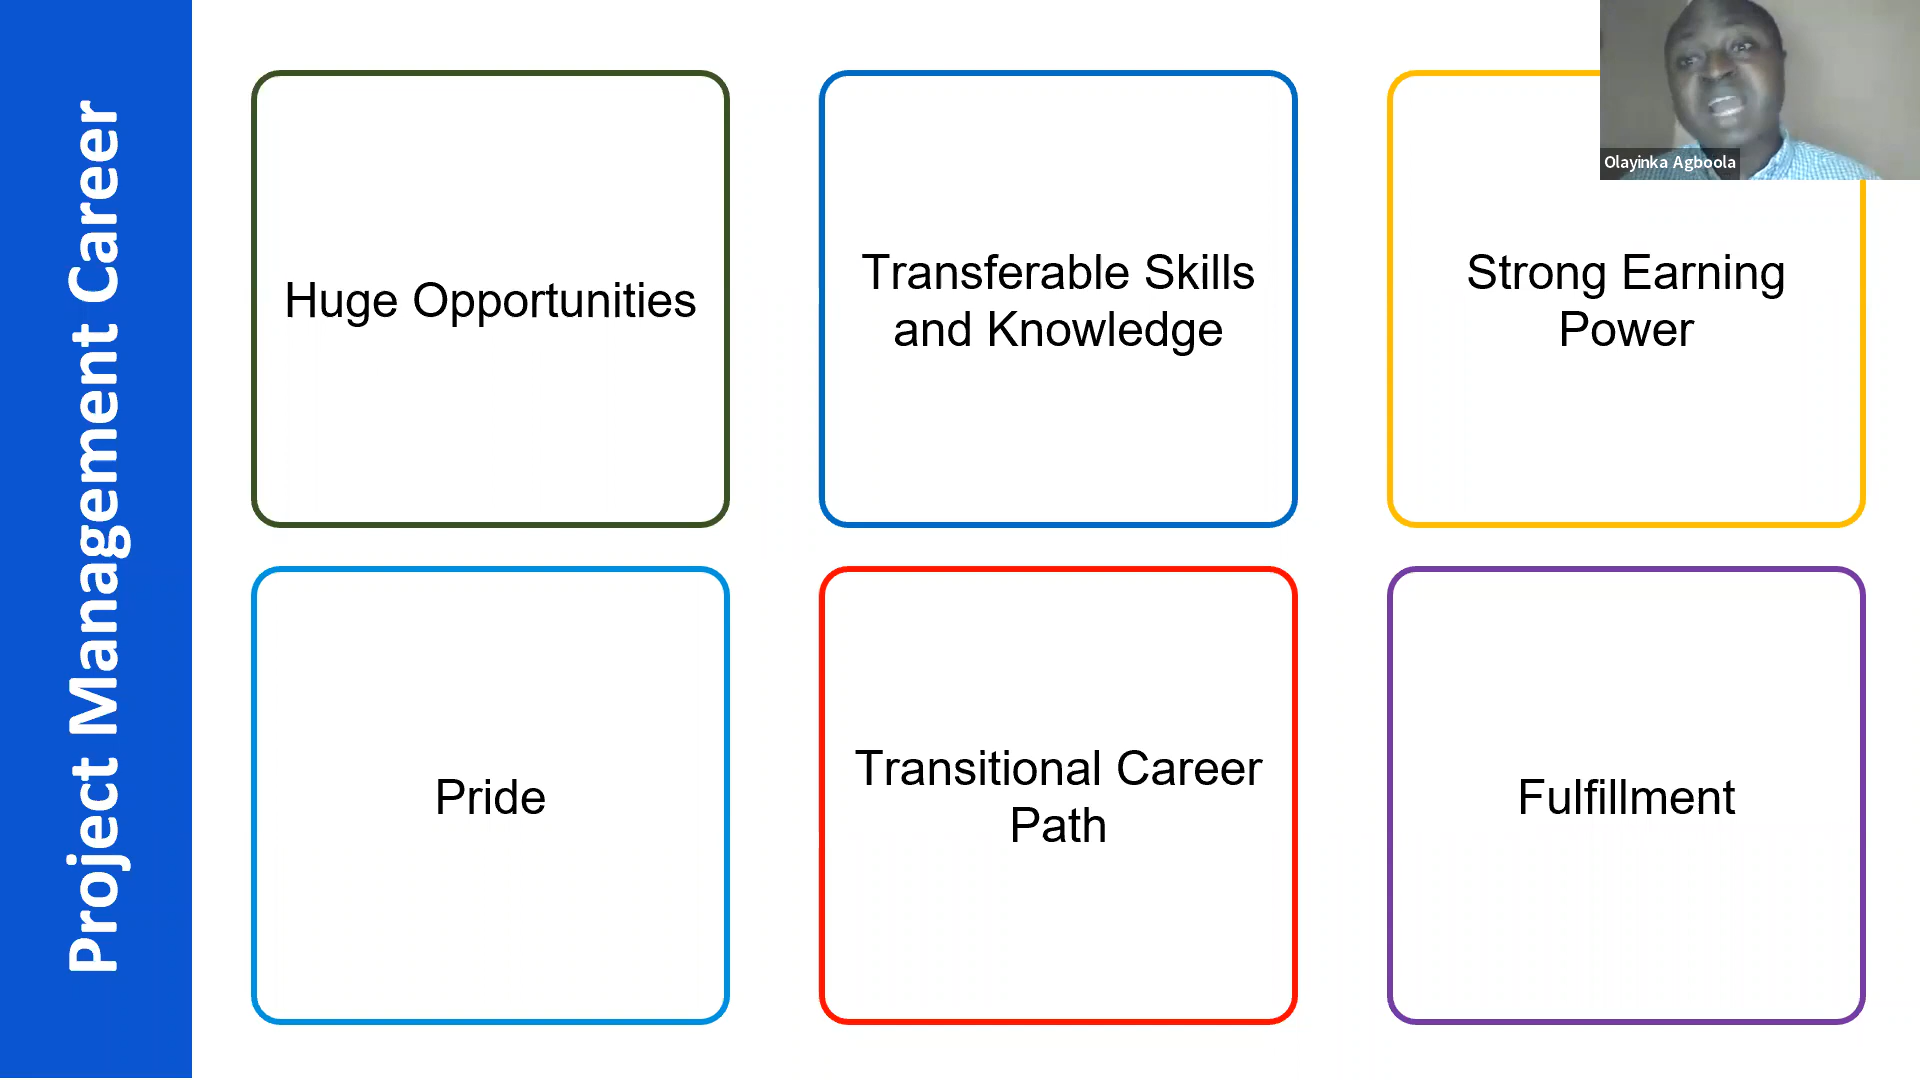 Project Management Career
Huge Opportunities
Transferable Skills
and Knowledge
Strong Earning
Power
Olayinka Agboola
Pride
Transitional Career
Path
Fulfillment